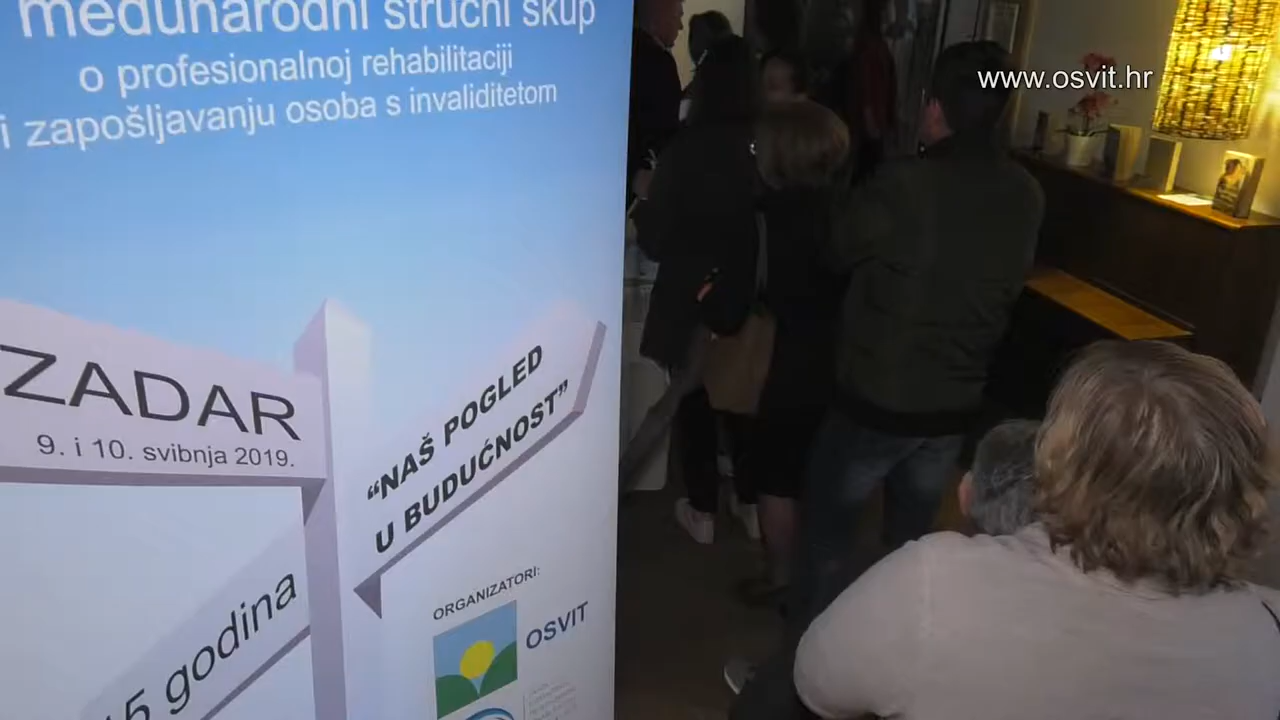 međunarodni stručni skup
o profesionalnoj rehabilitaciji
i zapošljavanju osoba s invaliditetom
www.osvit.hr
ZADAR
9. i 10. svibnja 2019.
“NAŠ POGLED
U BUDUĆNOST”
15 godina
ORGANIZATORI:
OSVIT